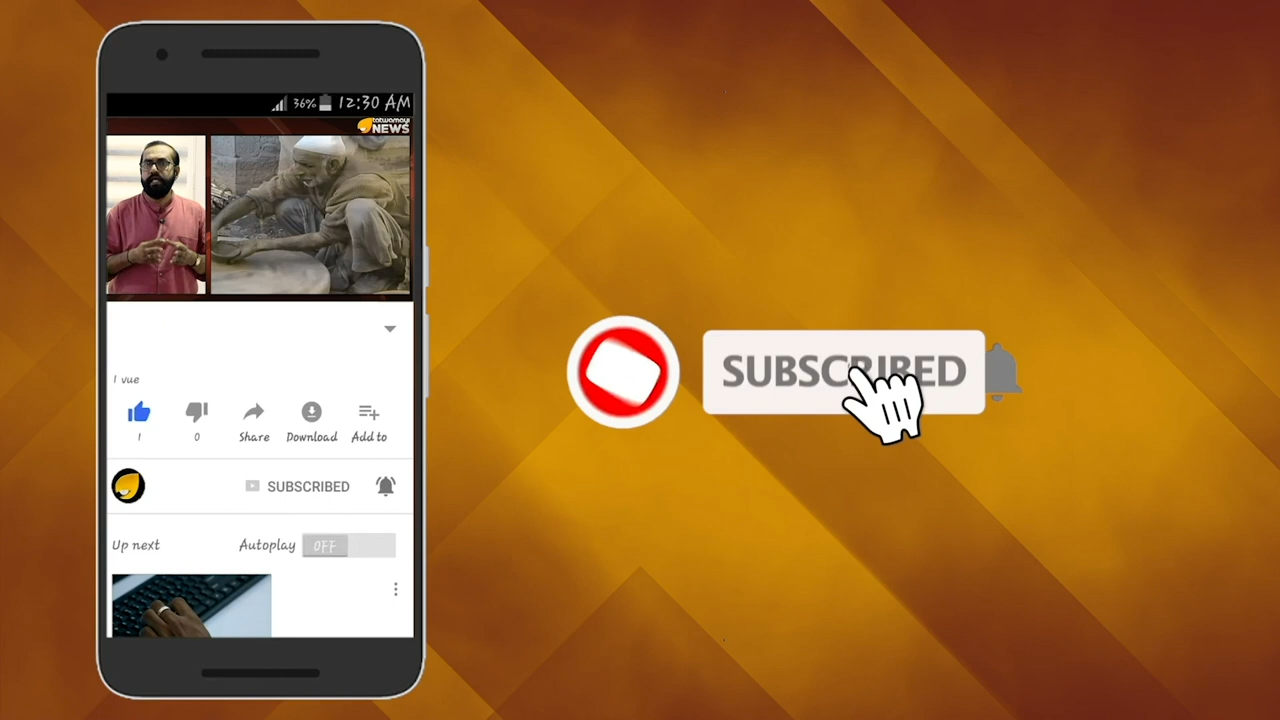 36% 12:30 AM
tatwamayi
NEWS
1 vue
1
0
Share
Download
Add to
SUBSCRIBED
Up next
Autoplay
OFF
SUBSCRIBED